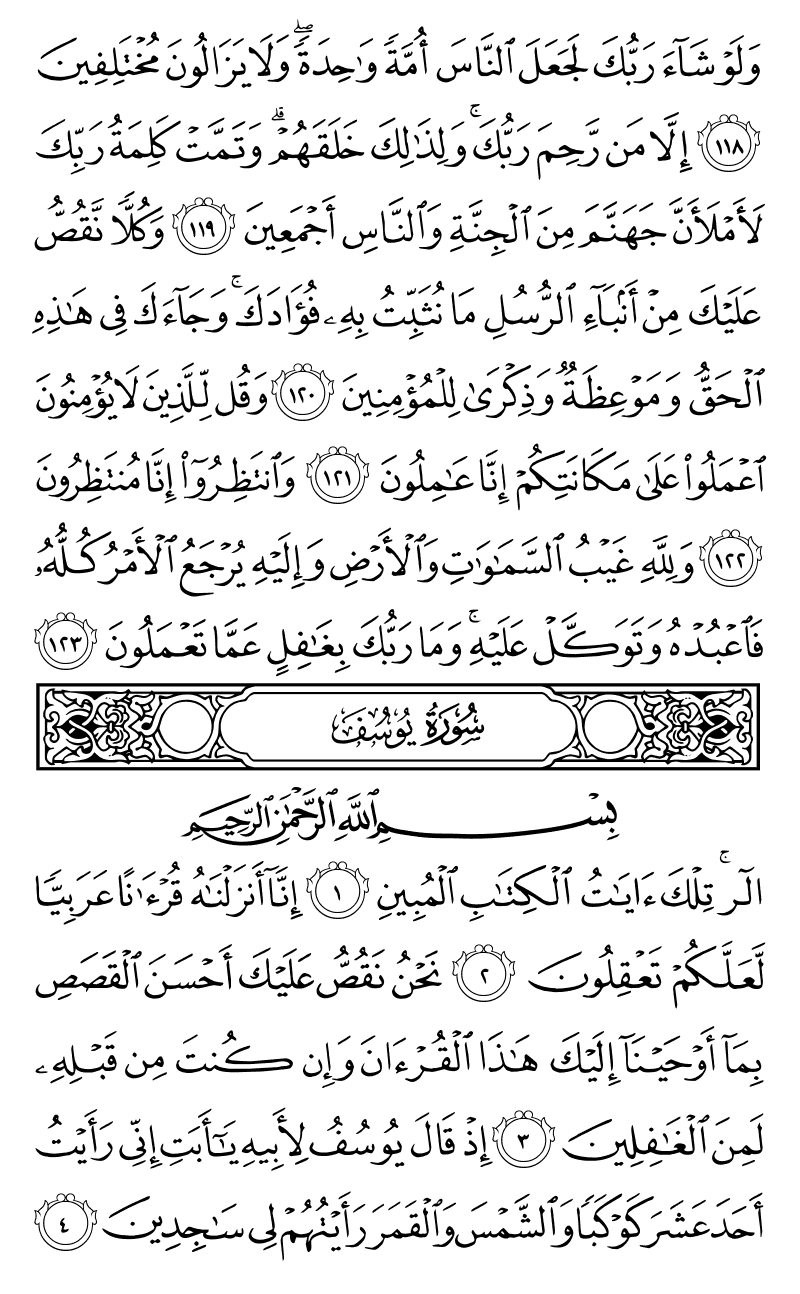 وَلَوْ شَآءَ رَبُّكَ لَجَعَلَ ٱلنَّاسَ أُمَّةً وَٰحِدَةً ۖ وَلَا يَزَالُونَ مُخْتَلِفِينَ
١١٨ إِلَّا مَن رَّحِمَ رَبُّكَ ۚ وَلِذَٰلِكَ خَلَقَهُمْ ۗ وَتَمَّتْ كَلِمَةُ رَبِّكَ
لَأَمْلَأَنَّ جَهَنَّمَ مِنَ ٱلْجِنَّةِ وَٱلنَّاسِ أَجْمَعِينَ ١١٩ وَكُلًّا نَّقُصُّ
عَلَيْكَ مِنْ أَنۢبَآءِ ٱلرُّسُلِ مَا نُثَبِّتُ بِهِۦ فُؤَادَكَ ۚ وَجَآءَكَ فِى هَٰذِهِ
ٱلْحَقُّ وَمَوْعِظَةٌ وَذِكْرَىٰ لِلْمُؤْمِنِينَ ١٢٠ وَقُل لِّلَّذِينَ لَا يُؤْمِنُونَ
ٱعْمَلُوا۟ عَلَىٰ مَكَانَتِكُمْ إِنَّا عَٰمِلُونَ ١٢١ وَٱنتَظِرُوٓا۟ إِنَّا مُنتَظِرُونَ
١٢٢ وَلِلَّهِ غَيْبُ ٱلسَّمَٰوَٰتِ وَٱلْأَرْضِ وَإِلَيْهِ يُرْجَعُ ٱلْأَمْرُ كُلُّهُۥ
فَٱعْبُدْهُ وَتَوَكَّلْ عَلَيْهِ ۚ وَمَا رَبُّكَ بِغَٰفِلٍ عَمَّا تَعْمَلُونَ ١٢٣
سُورَةُ يُوسُفَ
بِسْمِ ٱللَّهِ ٱلرَّحْمَٰنِ ٱلرَّحِيمِ
الٓر ۚ تِلْكَ ءَايَٰتُ ٱلْكِتَٰبِ ٱلْمُبِينِ ١ إِنَّآ أَنزَلْنَٰهُ قُرْءَٰنًا عَرَبِيًّا
لَّعَلَّكُمْ تَعْقِلُونَ ٢ نَحْنُ نَقُصُّ عَلَيْكَ أَحْسَنَ ٱلْقَصَصِ
بِمَآ أَوْحَيْنَآ إِلَيْكَ هَٰذَا ٱلْقُرْءَانَ وَإِن كُنتَ مِن قَبْلِهِۦ
لَمِنَ ٱلْغَٰفِلِينَ ٣ إِذْ قَالَ يُوسُفُ لِأَبِيهِ يَٰٓأَبَتِ إِنِّى رَأَيْتُ
أَحَدَ عَشَرَ كَوْكَبًا وَٱلشَّمْسَ وَٱلْقَمَرَ رَأَيْتُهُمْ لِى سَٰجِدِينَ ٤